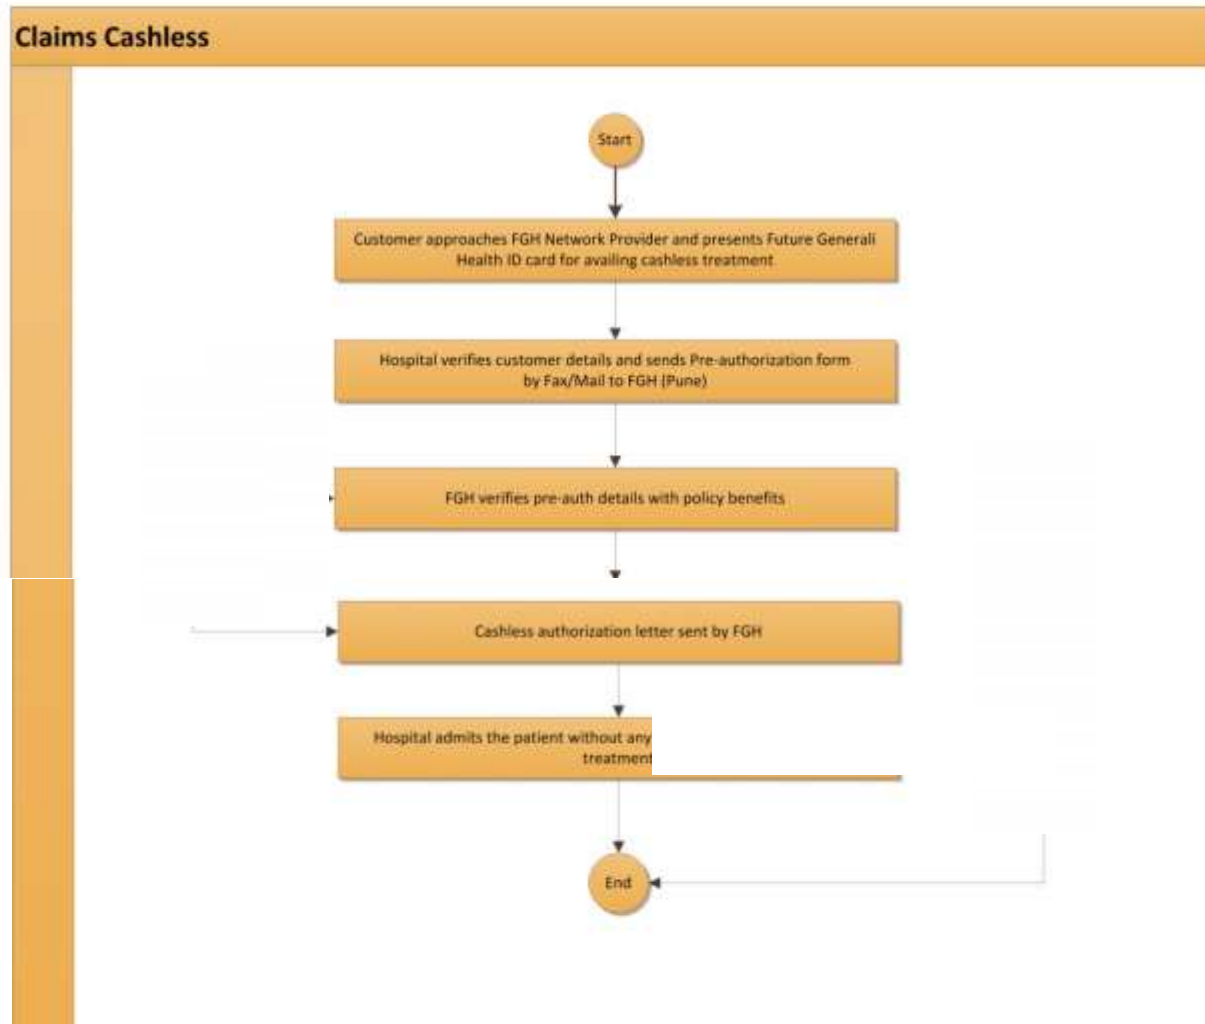 Claims Cashless
Start
Customer approaches FGH Network Provider and presents Future Generali
Health ID card for availing cashless treatment
Hospital verifies customer details and sends Pre-authorization form
by Fax/Mail to FGH (Pune)
FGH verifies pre-auth details with policy benefits
Cashless authorization letter sent by FGH
Hospital admits the patient without any
treatment
End